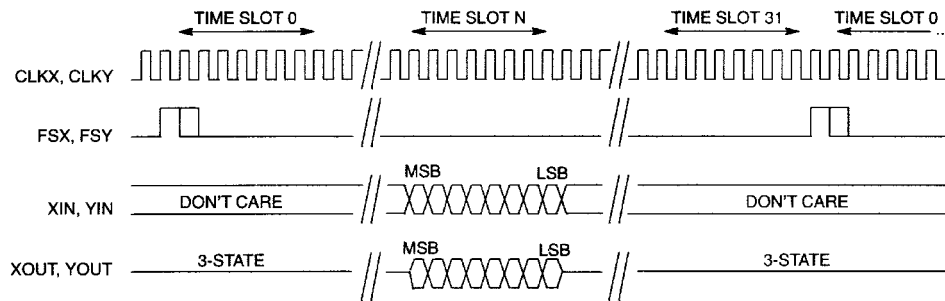 TIME SLOT 0 TIME SLOT N TIME SLOT 31 TIME SLOT 0
...
CLKX, CLKY
FSX, FSY
MSB LSB
XIN, YIN DON'T CARE DON'T CARE
MSB LSB
XOUT, YOUT 3-STATE 3-STATE